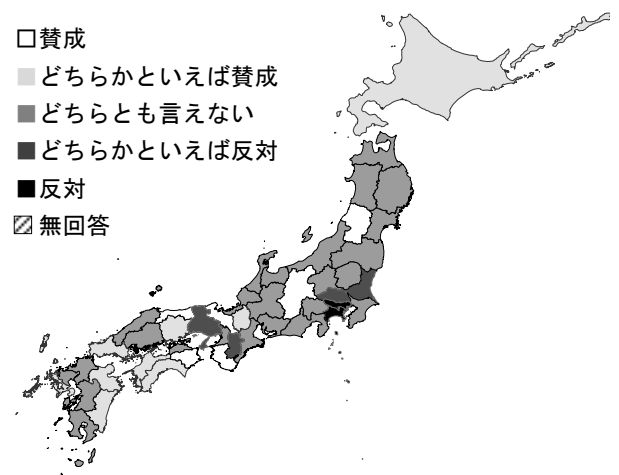 賛成
どちらかといえば賛成
どちらとも言えない
どちらかといえば反対
反対
無回答